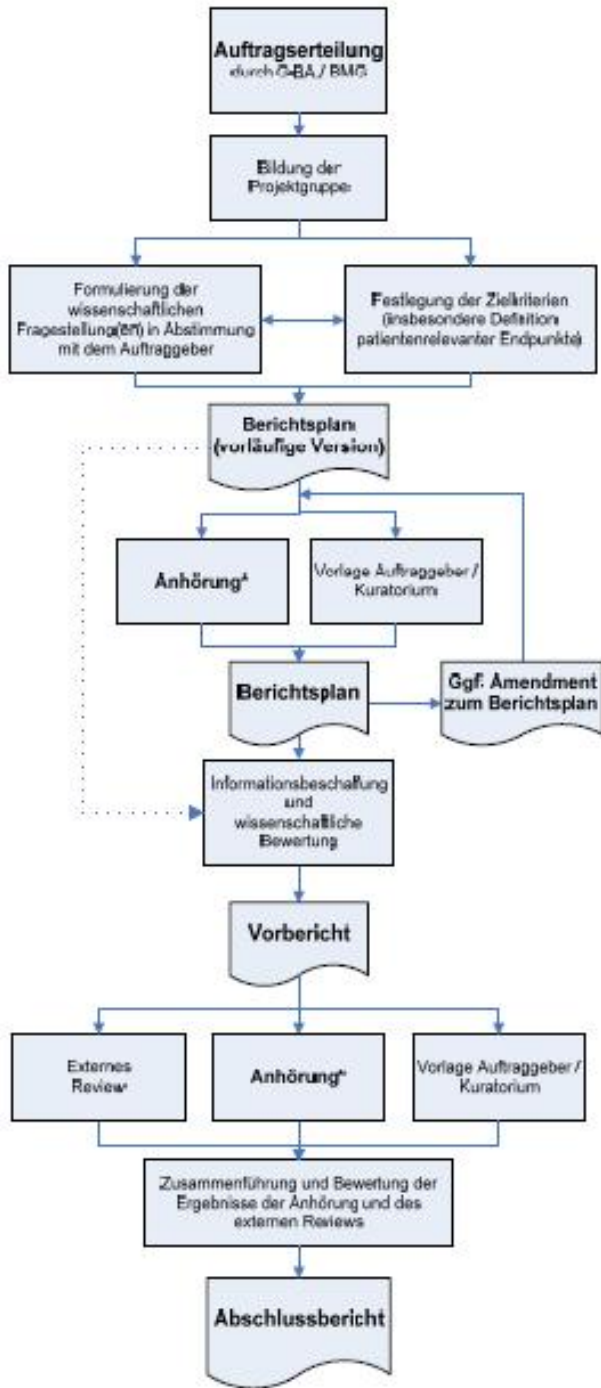 Auftragserteilung
durch G-BA / BMG
Bildung der
Projektgruppe
Formulierung der
wissenschaftlichen
Fragestellung(en) in Abstimmung
mit dem Auftraggeber
Festlegung der Zielkriterien
(insbesondere Definition
patientenrelevanter Endpunkte)
Berichtsplan
(vorläufige Version)
Anhörung*
Vorlage Auftraggeber /
Kuratorium
Berichtsplan
Ggf. Amendment
zum Berichtsplan
Informationsbeschaffung
und
wissenschaftliche
Bewertung
Vorbericht
Externes
Review
Anhörung*
Vorlage Auftraggeber /
Kuratorium
Zusammenführung und Bewertung der
Ergebnisse der Anhörung und des
externen Reviews
Abschlussbericht